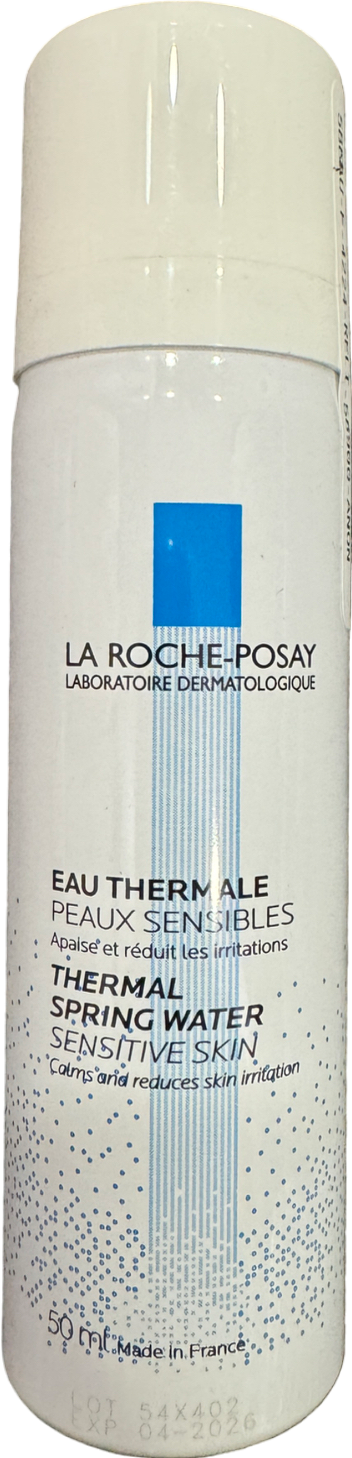 LA ROCHE-POSAY
LABORATOIRE DERMATOLOGIQUE
EAU THERMALE
PEAUX SENSIBLES
Apaise et réduit les irritations
THERMAL
SPRING WATER
SENSITIVE SKIN
Calms and reduces skin irritation
50 ml Made in France
LOT 54X402
EXP 04-2026